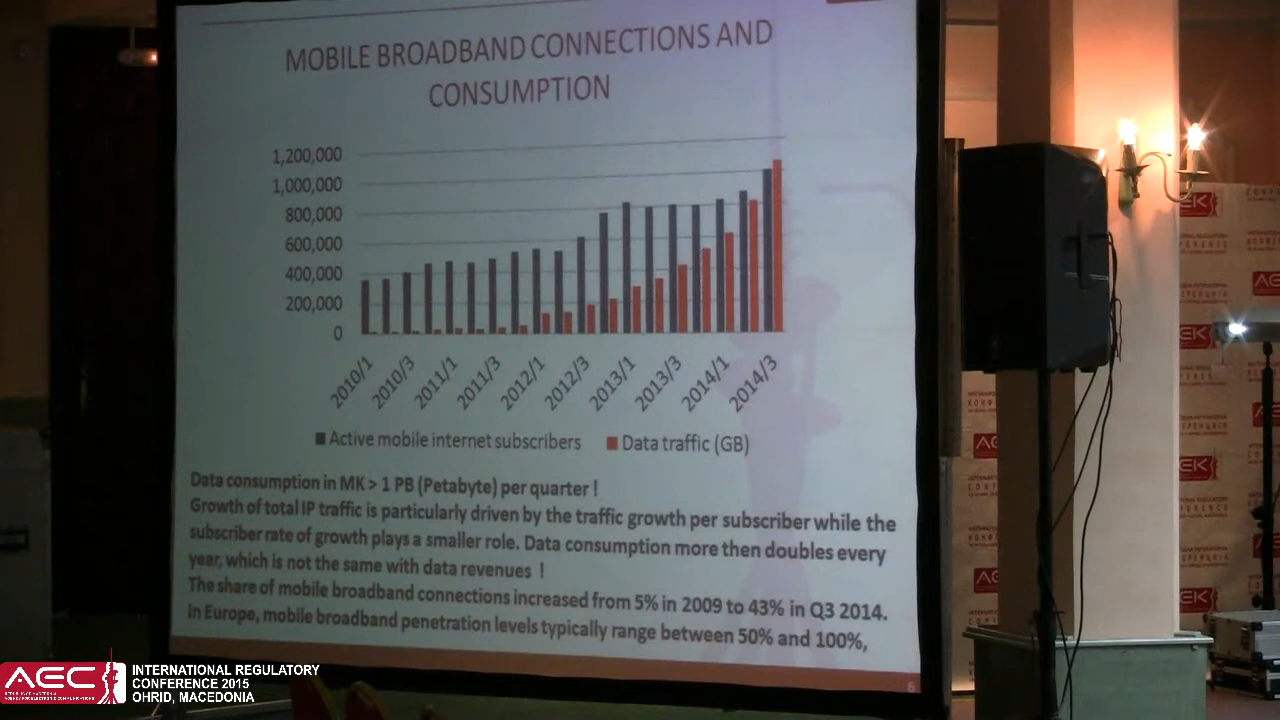 MOBILE BROADBAND CONNECTIONS AND
CONSUMPTION
1,200,000
1,000,000
800,000
600,000
400,000
200,000
0
2010/1
2010/3
2011/1
2011/3
2012/1
2012/3
2013/1
2013/3
2014/1
2014/3
Active mobile internet subscribers
Data traffic (GB)
Data consumption in MK > 1 PB (Petabyte) per quarter !
Growth of total IP traffic is particularly driven by the traffic growth per subscriber while the
subscriber rate of growth plays a smaller role. Data consumption more then doubles every
year, which is not the same with data revenues !
The share of mobile broadband connections increased from 5% in 2009 to 43% in Q3 2014.
In Europe, mobile broadband penetration levels typically range between 50% and 100%,
6
AEC
INTERNATIONAL REGULATORY
CONFERENCE 2015
OHRID, MACEDONIA